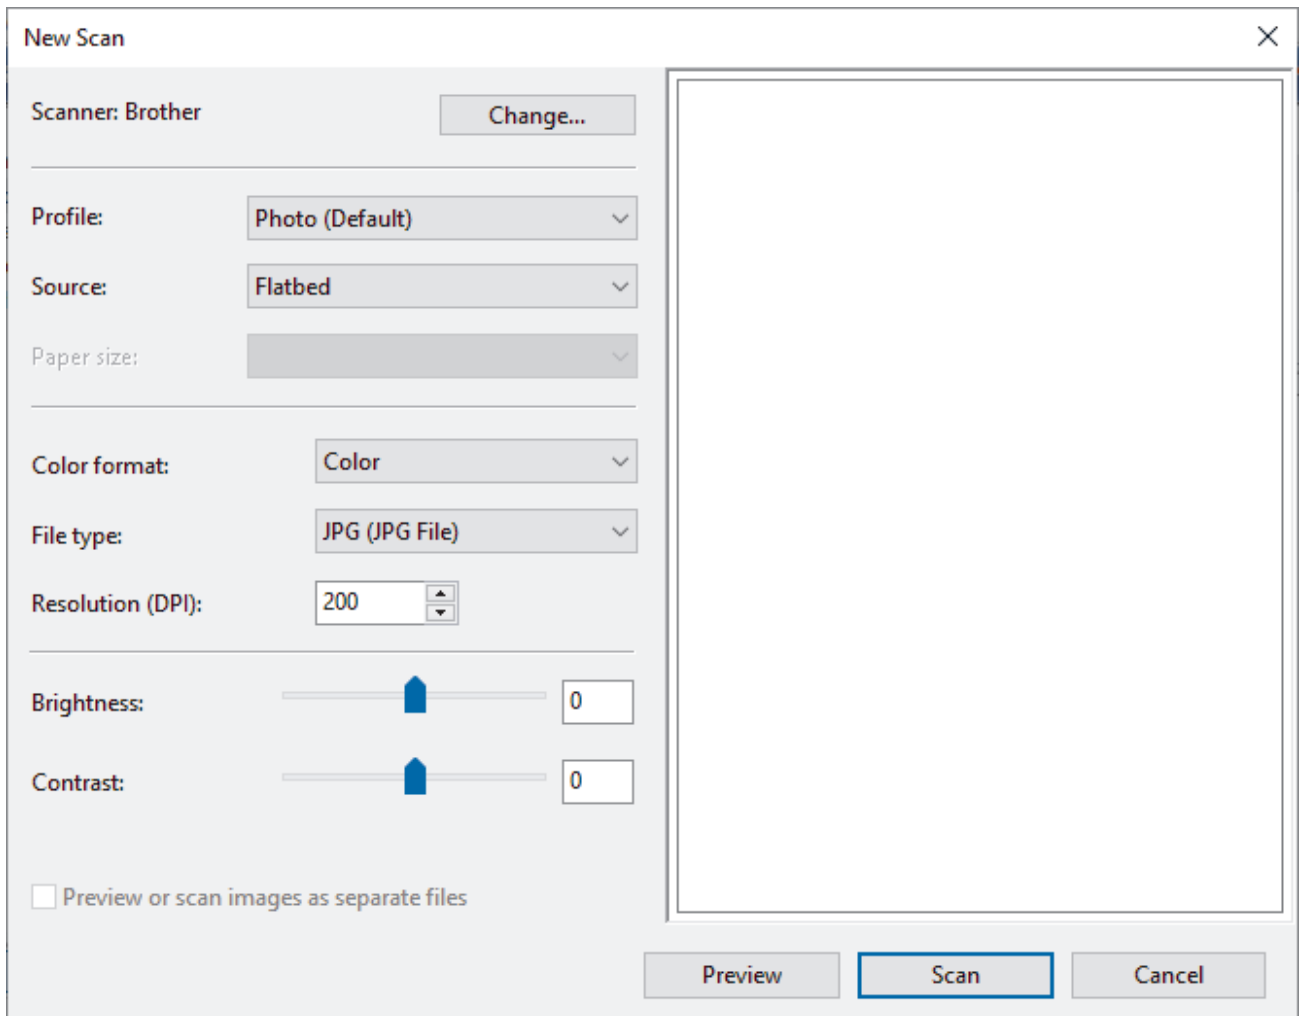 New Scan
Scanner: Brother
Change...
Profile:
Photo (Default)
Source:
Flatbed
Paper size:
Color format:
Color
File type:
JPG (JPG File)
Resolution (DPI):
200
Brightness:
0
Contrast:
0
Preview or scan images as separate files
Preview
Scan
Cancel